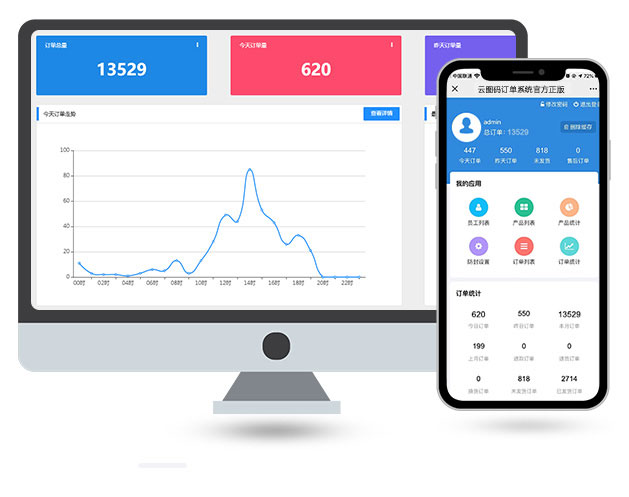 订单总量
13529
今天订单量
620
昨天订单量
今天订单走势
查看详情
100
80
60
40
20
0
00时 02时 04时 06时 08时 10时 12时 14时 16时 18时 20时 22时
中国联通 72%
云图码订单系统官方正版
修改密码 退出登
admin
总订单：13529
删除缓存
447 550 818 0
今天订单 昨天订单 未发货 售后订单
我的应用
员工列表 产品列表 产品统计
防封设置 订单列表 订单统计
订单统计
620 550 13529
今日订单 昨日订单 本月订单
199 0 0
上月订单 退款订单
0 818 2714
未发货订单 已发货订单